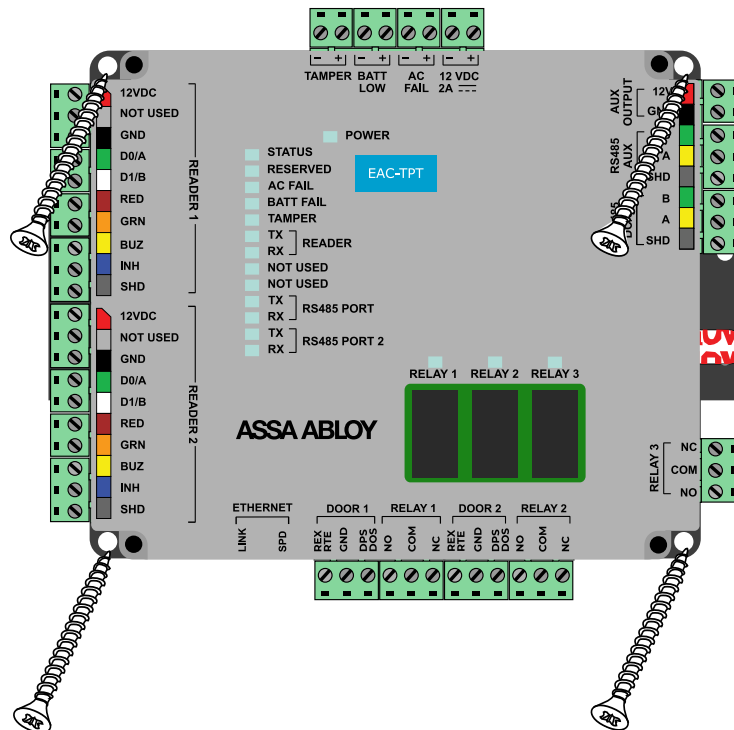 TAMPER
BATT
LOW
AC
FAIL
12 VDC
2A
12VDC
NOT USED
GND
D0/A
D1/B
RED
GRN
BUZ
INH
SHD
READER 1
12VDC
NOT USED
GND
D0/A
D1/B
RED
GRN
BUZ
INH
SHD
READER 2
POWER
STATUS
RESERVED
AC FAIL
BATT FAIL
TAMPER
TX
RX
READER
NOT USED
NOT USED
TX
RX
RS485 PORT
TX
RX
RS485 PORT 2
EAC-TPT
AUX
OUTPUT
RS485
AUX
A
SHD
B
A
SHD
RELAY 1
RELAY 2
RELAY 3
ASSA ABLOY
RELAY 3
NC
COM
NO
ETHERNET
LINK
SPD
DOOR 1
REX
RTE
GND
DPS
DOS
RELAY 1
NO
COM
NC
DOOR 2
REX
RTE
GND
DPS
DOS
RELAY 2
NO
COM
NC